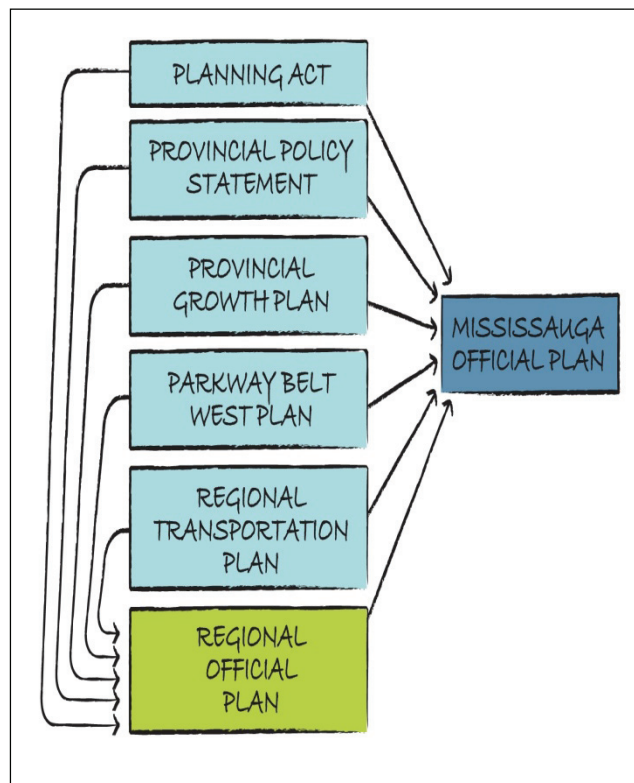 PLANNING ACT
PROVINCIAL POLICY
STATEMENT
PROVINCIAL
GROWTH PLAN
PARKWAY BELT
WEST PLAN
REGIONAL
TRANSPORTATION
PLAN
REGIONAL
OFFICIAL
PLAN
MISSISSAUGA
OFFICIAL PLAN